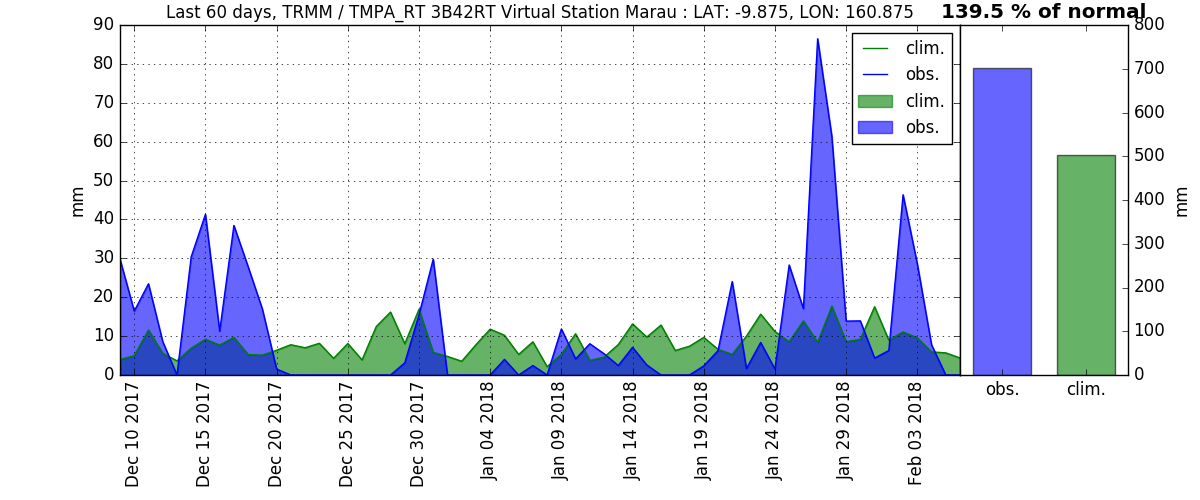 Last 60 days, TRMM / TMPA_RT 3B42RT Virtual Station Marau : LAT: -9.875, LON: 160.875
139.5 % of normal
90
80
70
60
50
40
30
20
10
0
mm
Dec 10 2017
Dec 15 2017
Dec 20 2017
Dec 25 2017
Dec 30 2017
Jan 04 2018
Jan 09 2018
Jan 14 2018
Jan 19 2018
Jan 24 2018
Jan 29 2018
Feb 03 2018
clim.
obs.
clim.
obs.
800
700
600
500
400
300
200
100
0
mm
obs.
clim.